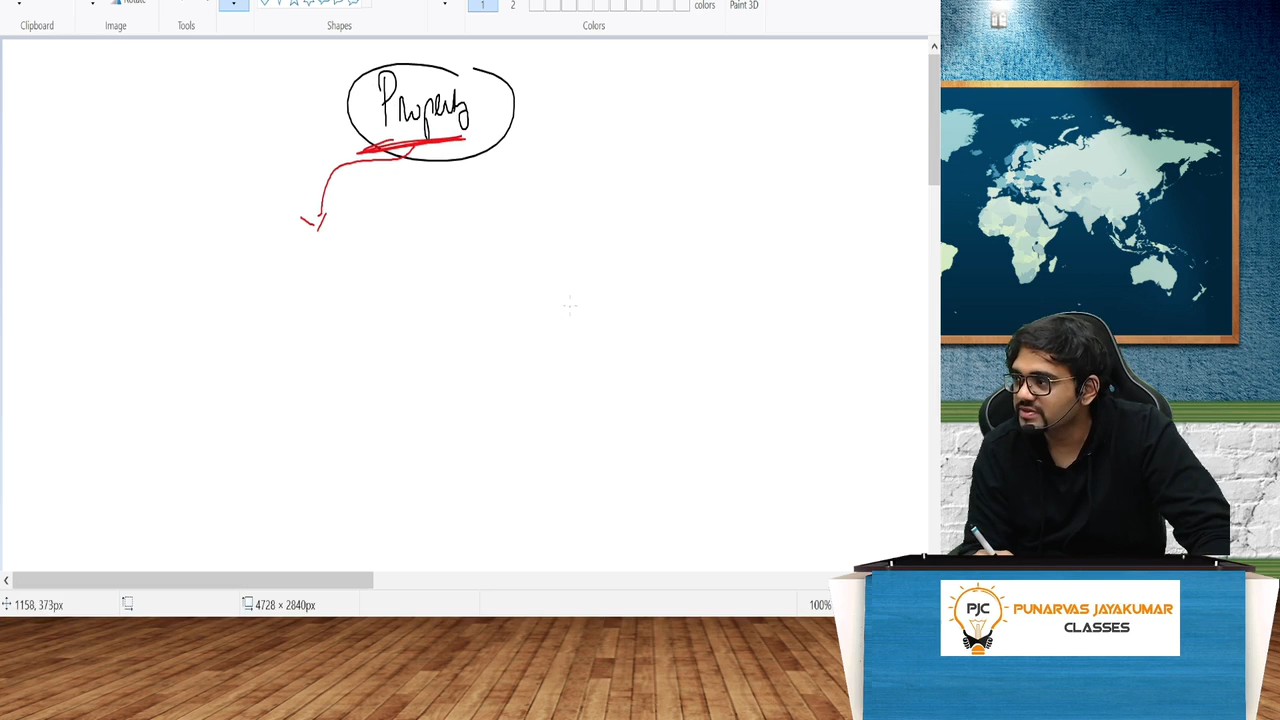 Rotate
Clipboard
Image
Tools
Shapes
1
2
colors
Paint 3D
Colors
Property
1158, 373px
4728 × 2840px
100%
PJC
PUNARVAS JAYAKUMAR
CLASSES